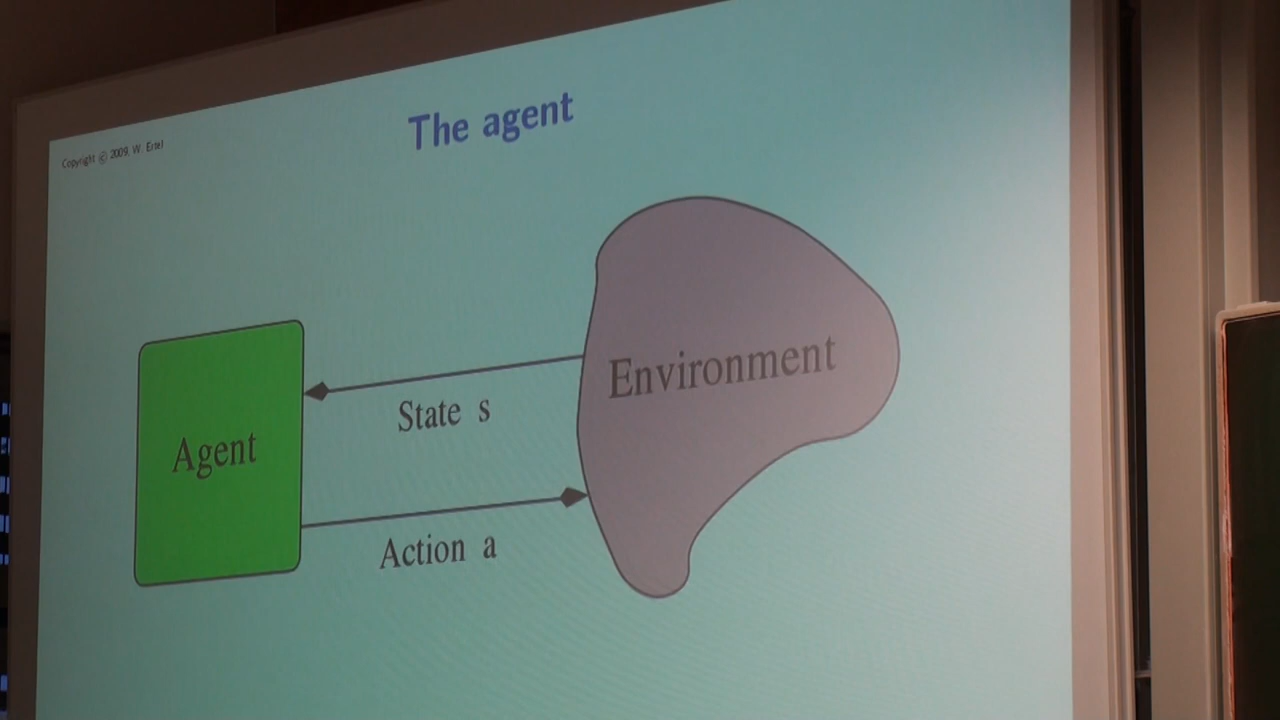 Copyright © 2009, W. Ertel
The agent
Environment
State s
Agent
Action a